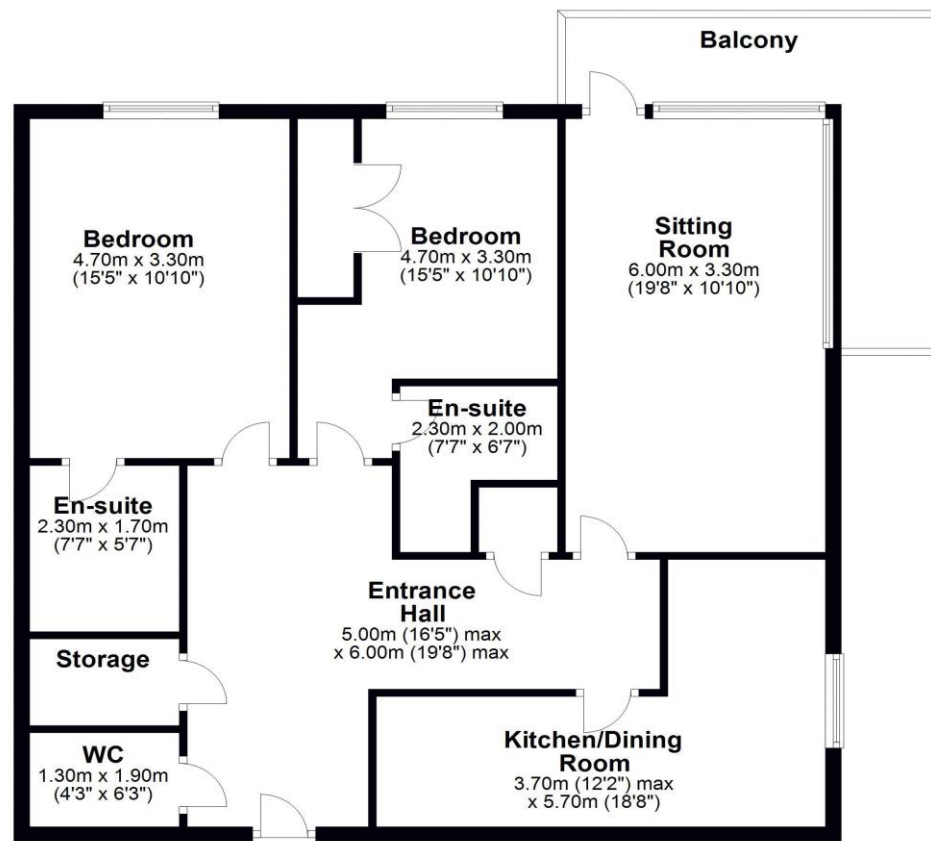 Balcony
Bedroom
4.70m x 3.30m
(15'5" x 10'10")
Bedroom
4.70m x 3.30m
(15'5" x 10'10")
Sitting
Room
6.00m x 3.30m
(19'8" x 10'10")
En-suite
2.30m x 2.00m
(7'7" x 6'7")
En-suite
2.30m x 1.70m
(7'7" x 5'7")
Entrance
Hall
5.00m (16'5") max
x 6.00m (19'8") max
Storage
WC
1.30m x 1.90m
(4'3" x 6'3")
Kitchen/Dining
Room
3.70m (12'2") max
x 5.70m (18'8")